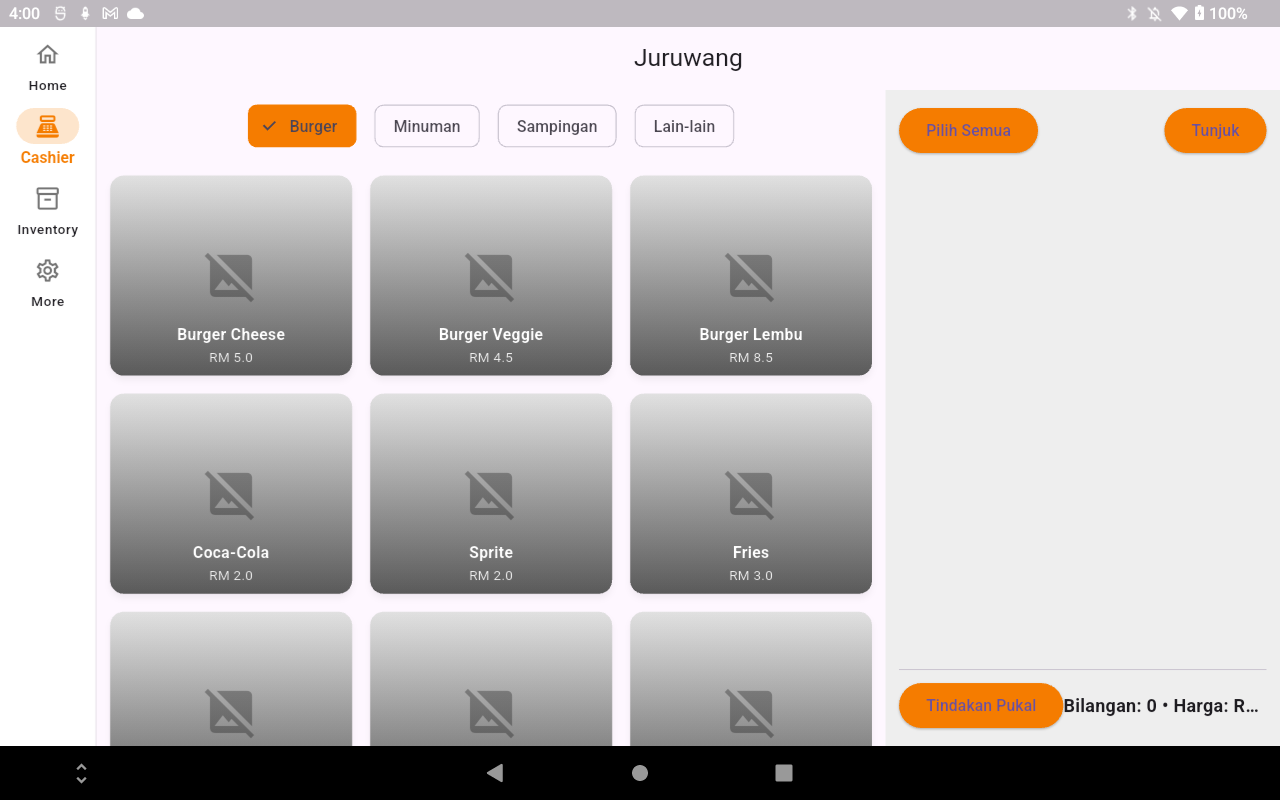 4:00
100%
Juruwang
Home
Cashier
Inventory
More
Burger
Minuman
Sampingan
Lain-lain
Burger Cheese
RM 5.0
Burger Veggie
RM 4.5
Burger Lembu
RM 8.5
Coca-Cola
RM 2.0
Sprite
RM 2.0
Fries
RM 3.0
Pilih Semua
Tunjuk
Tindakan Pukal
Bilangan: 0 • Harga: R...